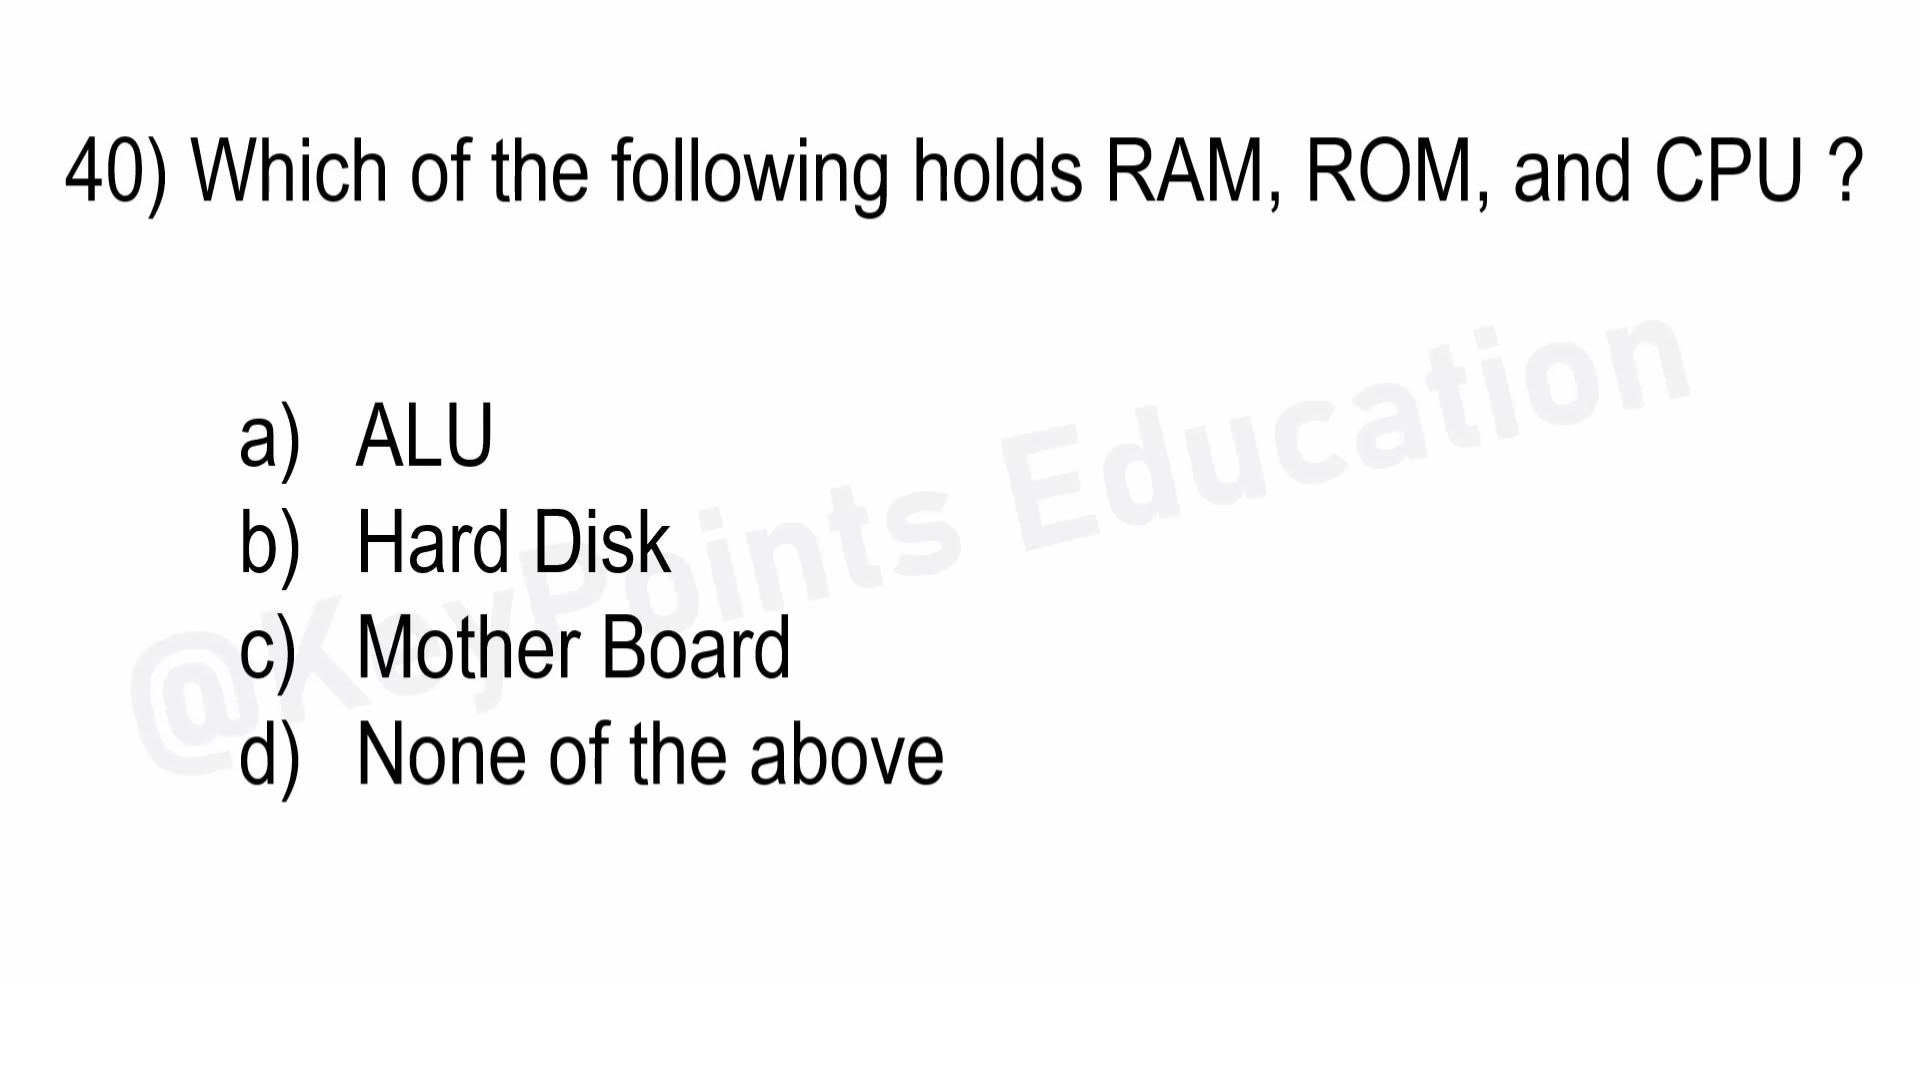 40) Which of the following holds RAM, ROM, and CPU ?
a) ALU
b) Hard Disk
c) Mother Board
d) None of the above
@KeyPoints Education